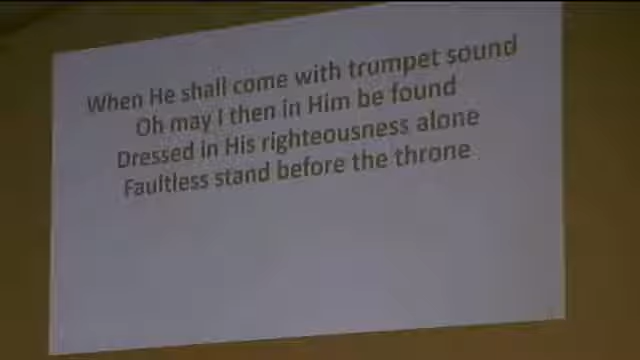 When He shall come with trumpet sound
Oh may I then in Him be found
Dressed in His righteousness alone
Faultless stand before the throne